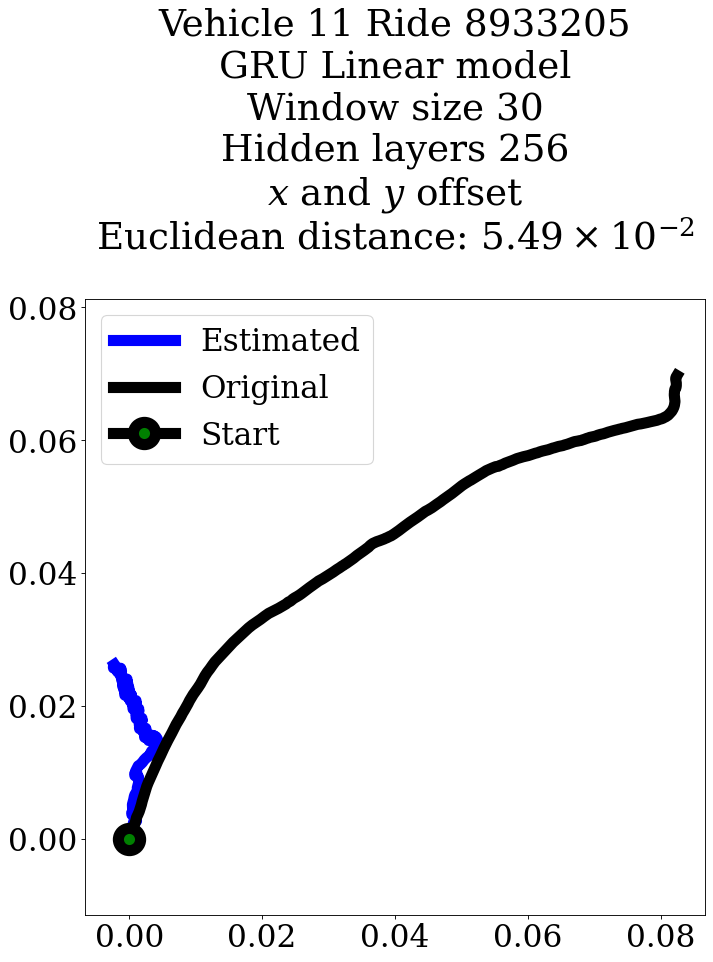 Vehicle 11 Ride 8933205
GRU Linear model
Window size 30
Hidden layers 256
x and y offset
Euclidean distance: 5.49 × 10⁻²
0.08
Estimated
Original
Start
0.06
0.04
0.02
0.00
0.00 0.02 0.04 0.06 0.08